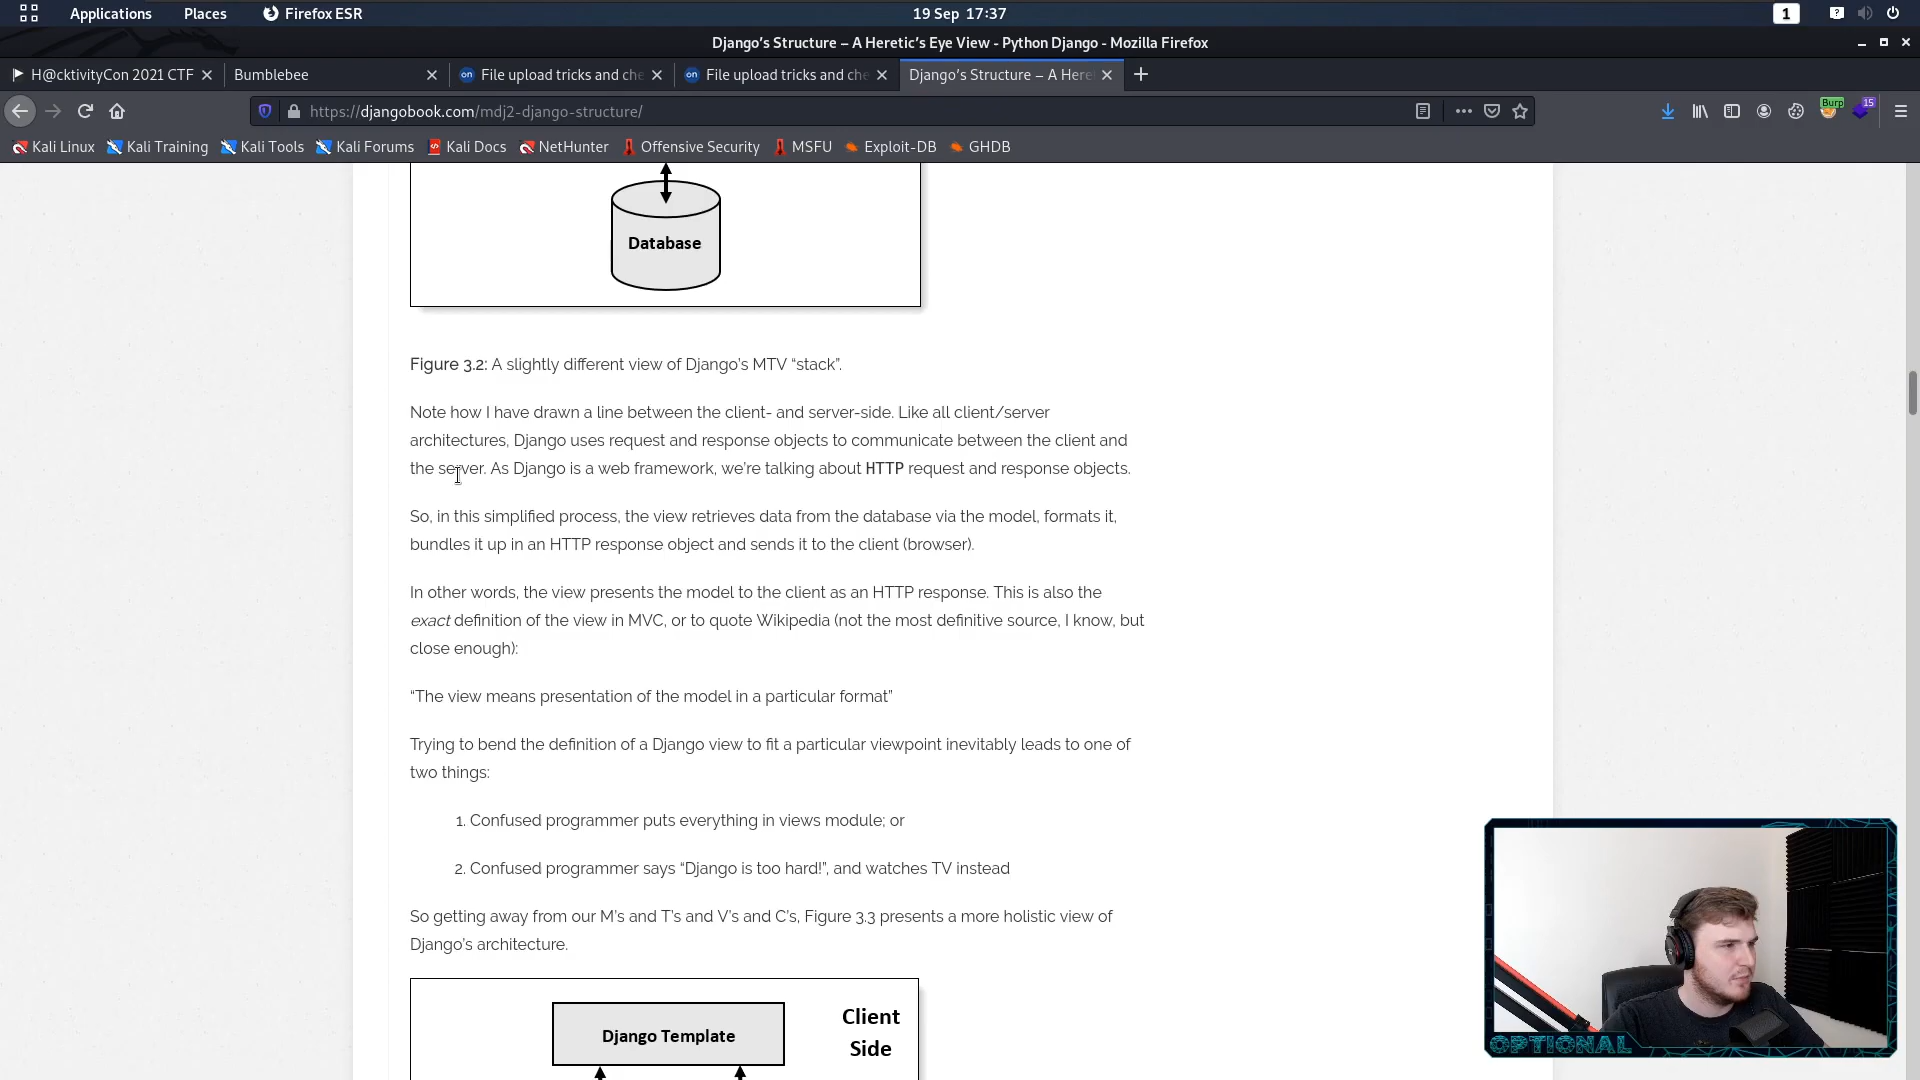 Applications
Places
Firefox ESR
19 Sep 17:37
1
Django’s Structure – A Heretic’s Eye View - Python Django - Mozilla Firefox
H@cktivityCon 2021 CTF
Bumblebee
on File upload tricks and che
on File upload tricks and che
Django’s Structure – A Here
https://djangobook.com/mdj2-django-structure/
Burp
15
Kali Linux
Kali Training
Kali Tools
Kali Forums
Kali Docs
NetHunter
Offensive Security
MSFU
Exploit-DB
GHDB
Database
Figure 3.2: A slightly different view of Django’s MTV “stack”.
Note how I have drawn a line between the client- and server-side. Like all client/server
architectures, Django uses request and response objects to communicate between the client and
the server. As Django is a web framework, we’re talking about HTTP request and response objects.
So, in this simplified process, the view retrieves data from the database via the model, formats it,
bundles it up in an HTTP response object and sends it to the client (browser).
In other words, the view presents the model to the client as an HTTP response. This is also the
exact definition of the view in MVC, or to quote Wikipedia (not the most definitive source, I know, but
close enough):
“The view means presentation of the model in a particular format”
Trying to bend the definition of a Django view to fit a particular viewpoint inevitably leads to one of
two things:
1. Confused programmer puts everything in views module; or
2. Confused programmer says “Django is too hard!”, and watches TV instead
So getting away from our M’s and T’s and V’s and C’s, Figure 3.3 presents a more holistic view of
Django’s architecture.
Django Template
Client
Side
OPTIONAL